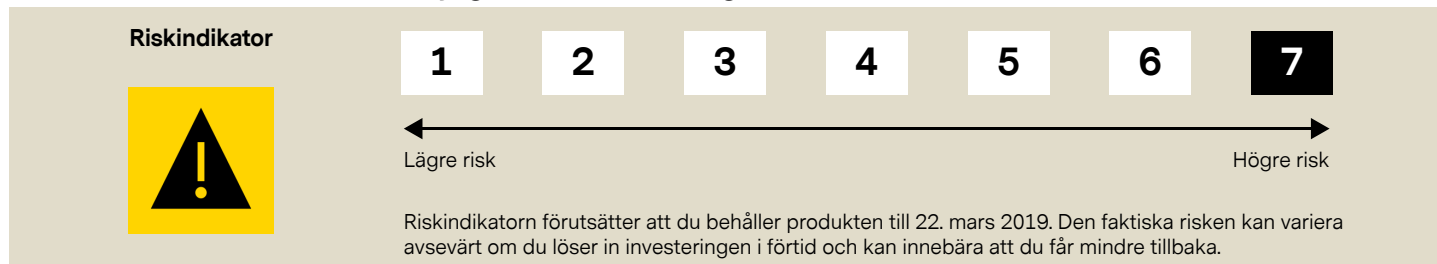 Riskindikator
1 2 3 4 5 6 7
Lägre risk Högre risk
Riskindikatorn förutsätter att du behåller produkten till 22. mars 2019. Den faktiska risken kan variera
avsevärt om du löser in investeringen i förtid och kan innebära att du får mindre tillbaka.